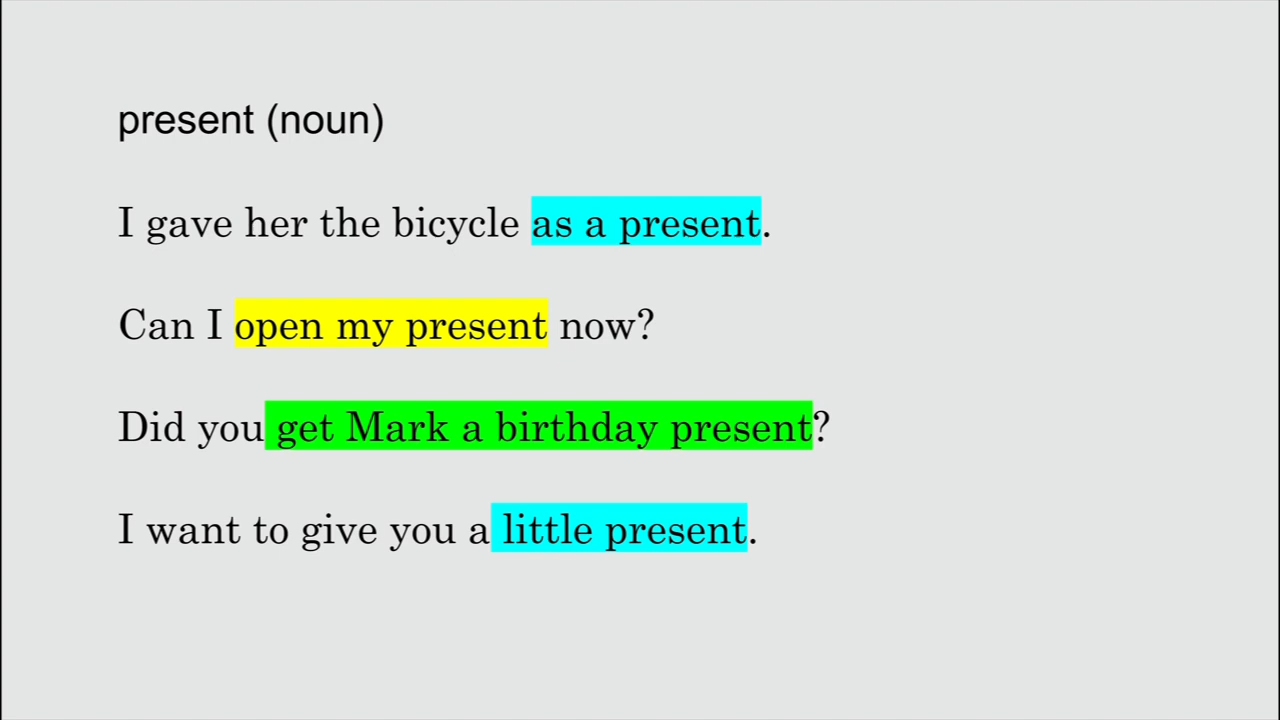 present (noun)
I gave her the bicycle as a present.
Can I open my present now?
Did you get Mark a birthday present?
I want to give you a little present.